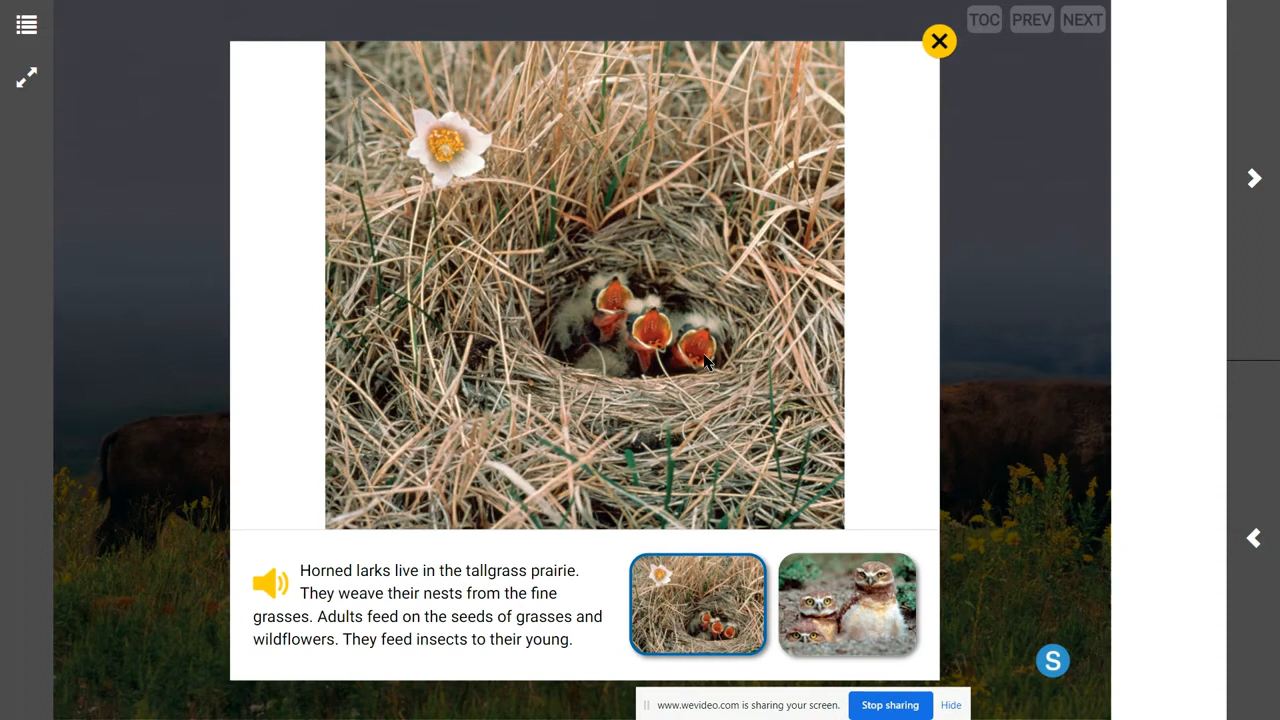 TOC PREV NEXT
Horned larks live in the tallgrass prairie.
They weave their nests from the fine
grasses. Adults feed on the seeds of grasses and
wildflowers. They feed insects to their young.
S
www.wevideo.com is sharing your screen. Stop sharing Hide